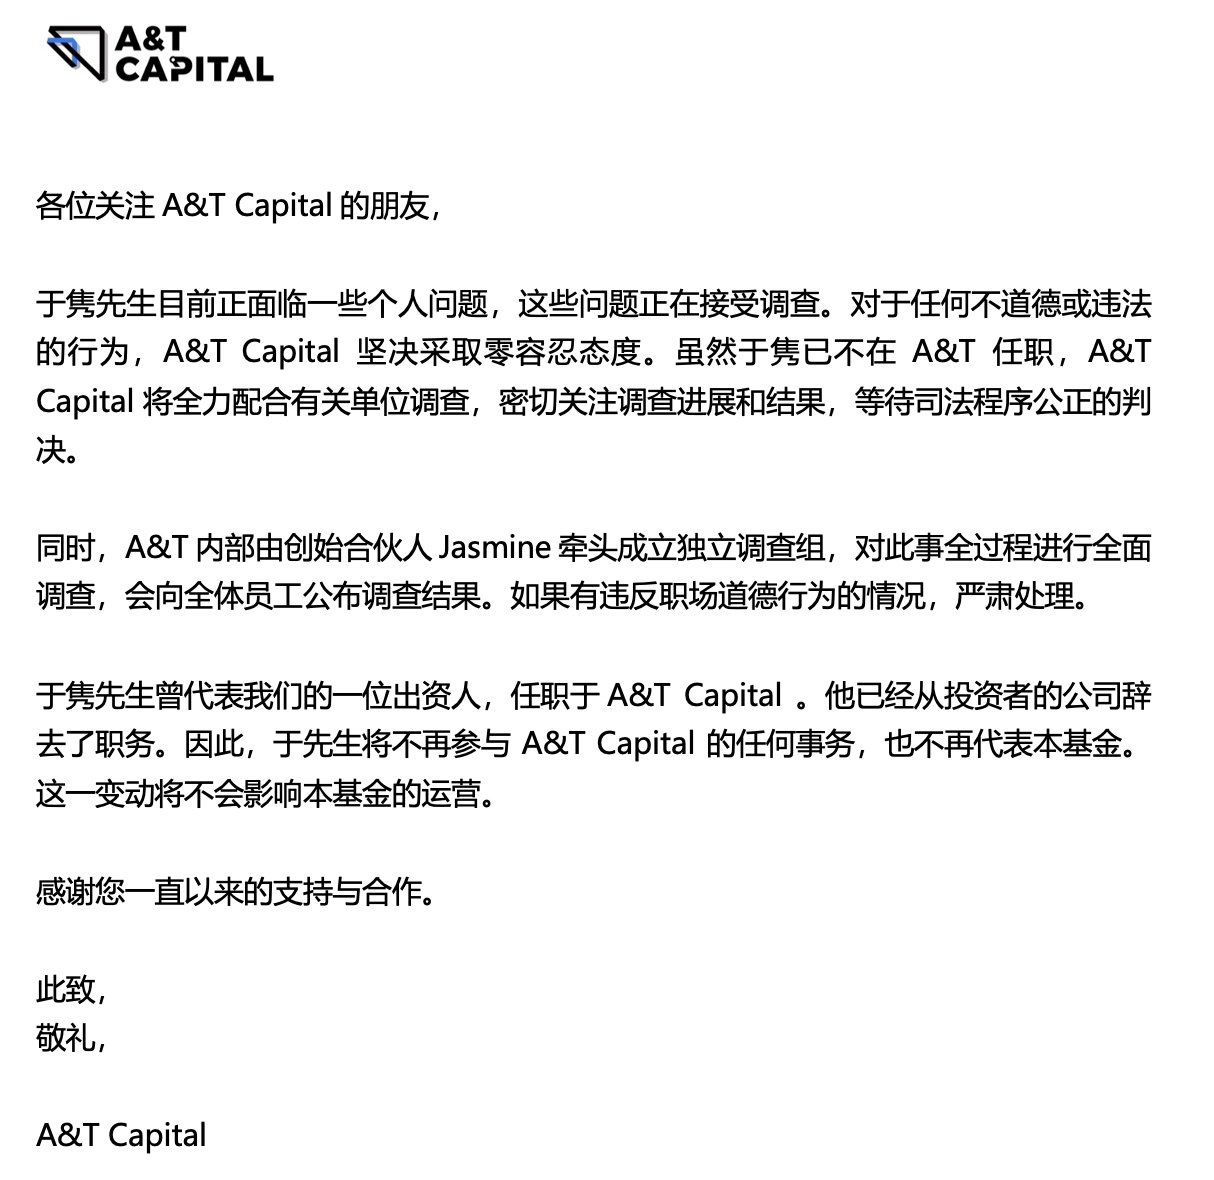 A&T
CAPITAL
各位关注 A&T Capital 的朋友，
于隽先生目前正面临一些个人问题，这些问题正在接受调查。对于任何不道德或违法
的行为，A&T Capital 坚决采取零容忍态度。虽然于隽已不在 A&T 任职，A&T
Capital 将全力配合有关单位调查，密切关注调查进展和结果，等待司法程序公正的判
决。
同时，A&T 内部由创始合伙人 Jasmine 牵头成立独立调查组，对此事全过程进行全面
调查，会向全体员工公布调查结果。如果有违反职场道德行为的情况，严肃处理。
于隽先生曾代表我们的一位出资人，任职于 A&T Capital 。他已经从投资者的公司辞
去了职务。因此，于先生将不再参与 A&T Capital 的任何事务，也不再代表本基金。
这一变动将不会影响本基金的运营。
感谢您一直以来的支持与合作。
此致，
敬礼，
A&T Capital